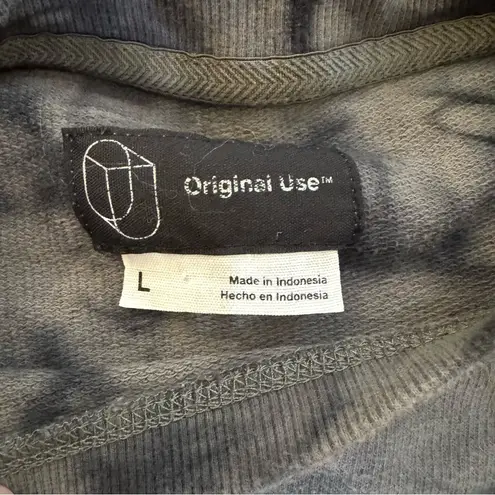 Original Use™
L
Made in Indonesia
Hecho en Indonesia